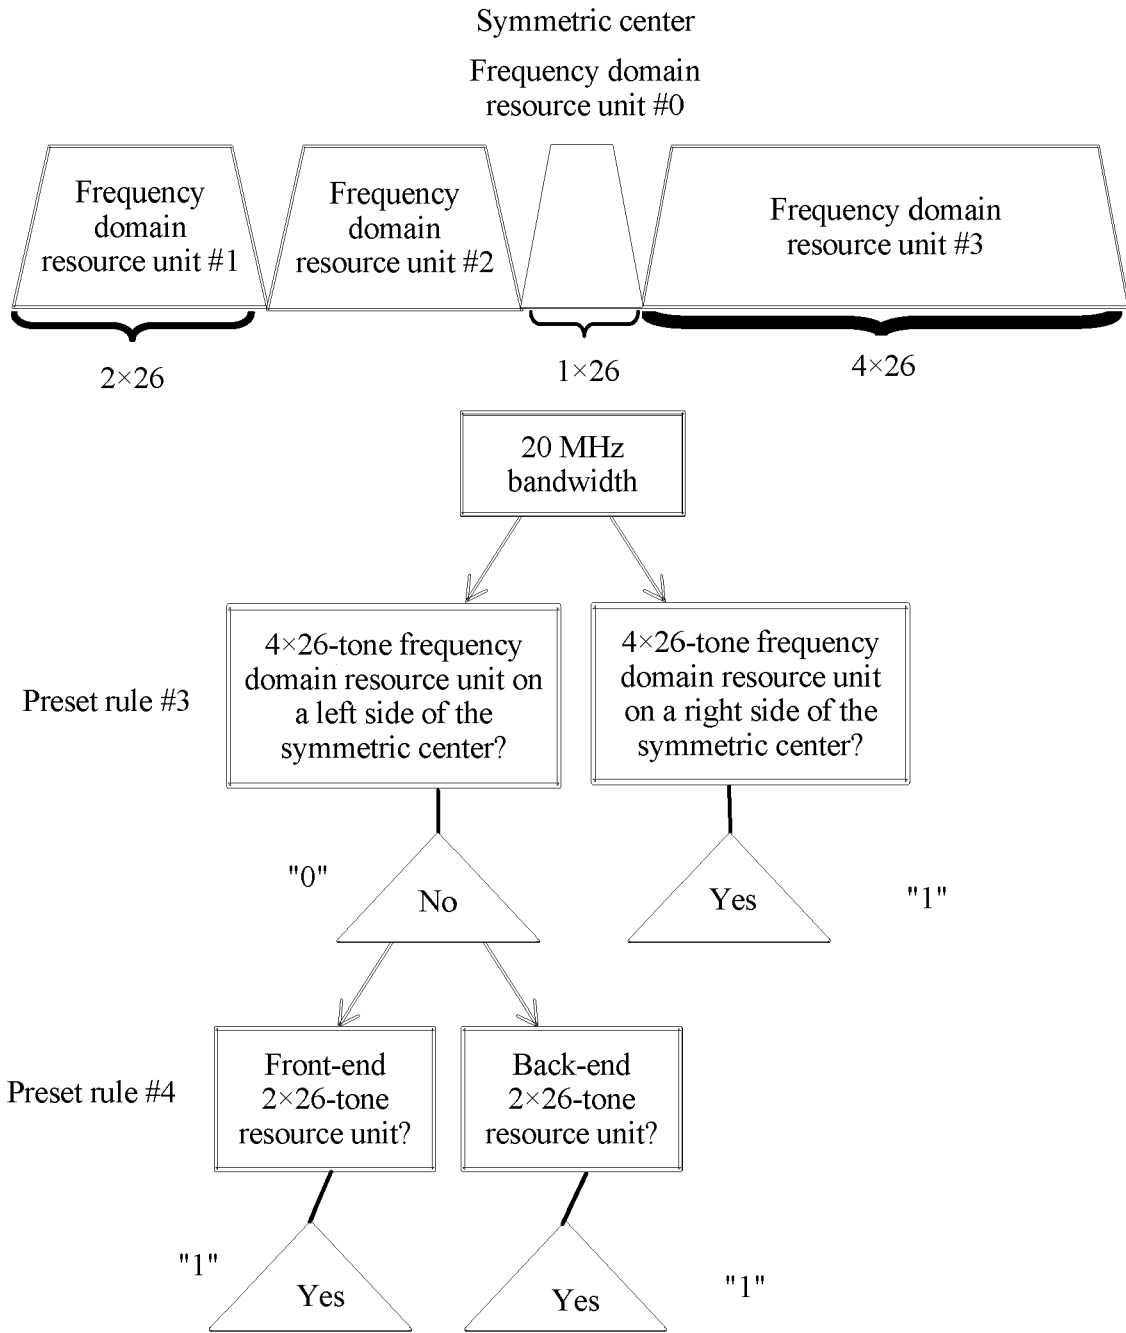 Symmetric center
Frequency domain
resource unit #0
Frequency
domain
resource unit #1
Frequency
domain
resource unit #2
Frequency domain
resource unit #3
2×26
1×26
4×26
20 MHz
bandwidth
Preset rule #3
4×26-tone frequency
domain resource unit on
a left side of the
symmetric center?
4×26-tone frequency
domain resource unit
on a right side of the
symmetric center?
"0"
No
Yes
"1"
Preset rule #4
Front-end
2×26-tone
resource unit?
Back-end
2×26-tone
resource unit?
"1"
Yes
Yes
"1"